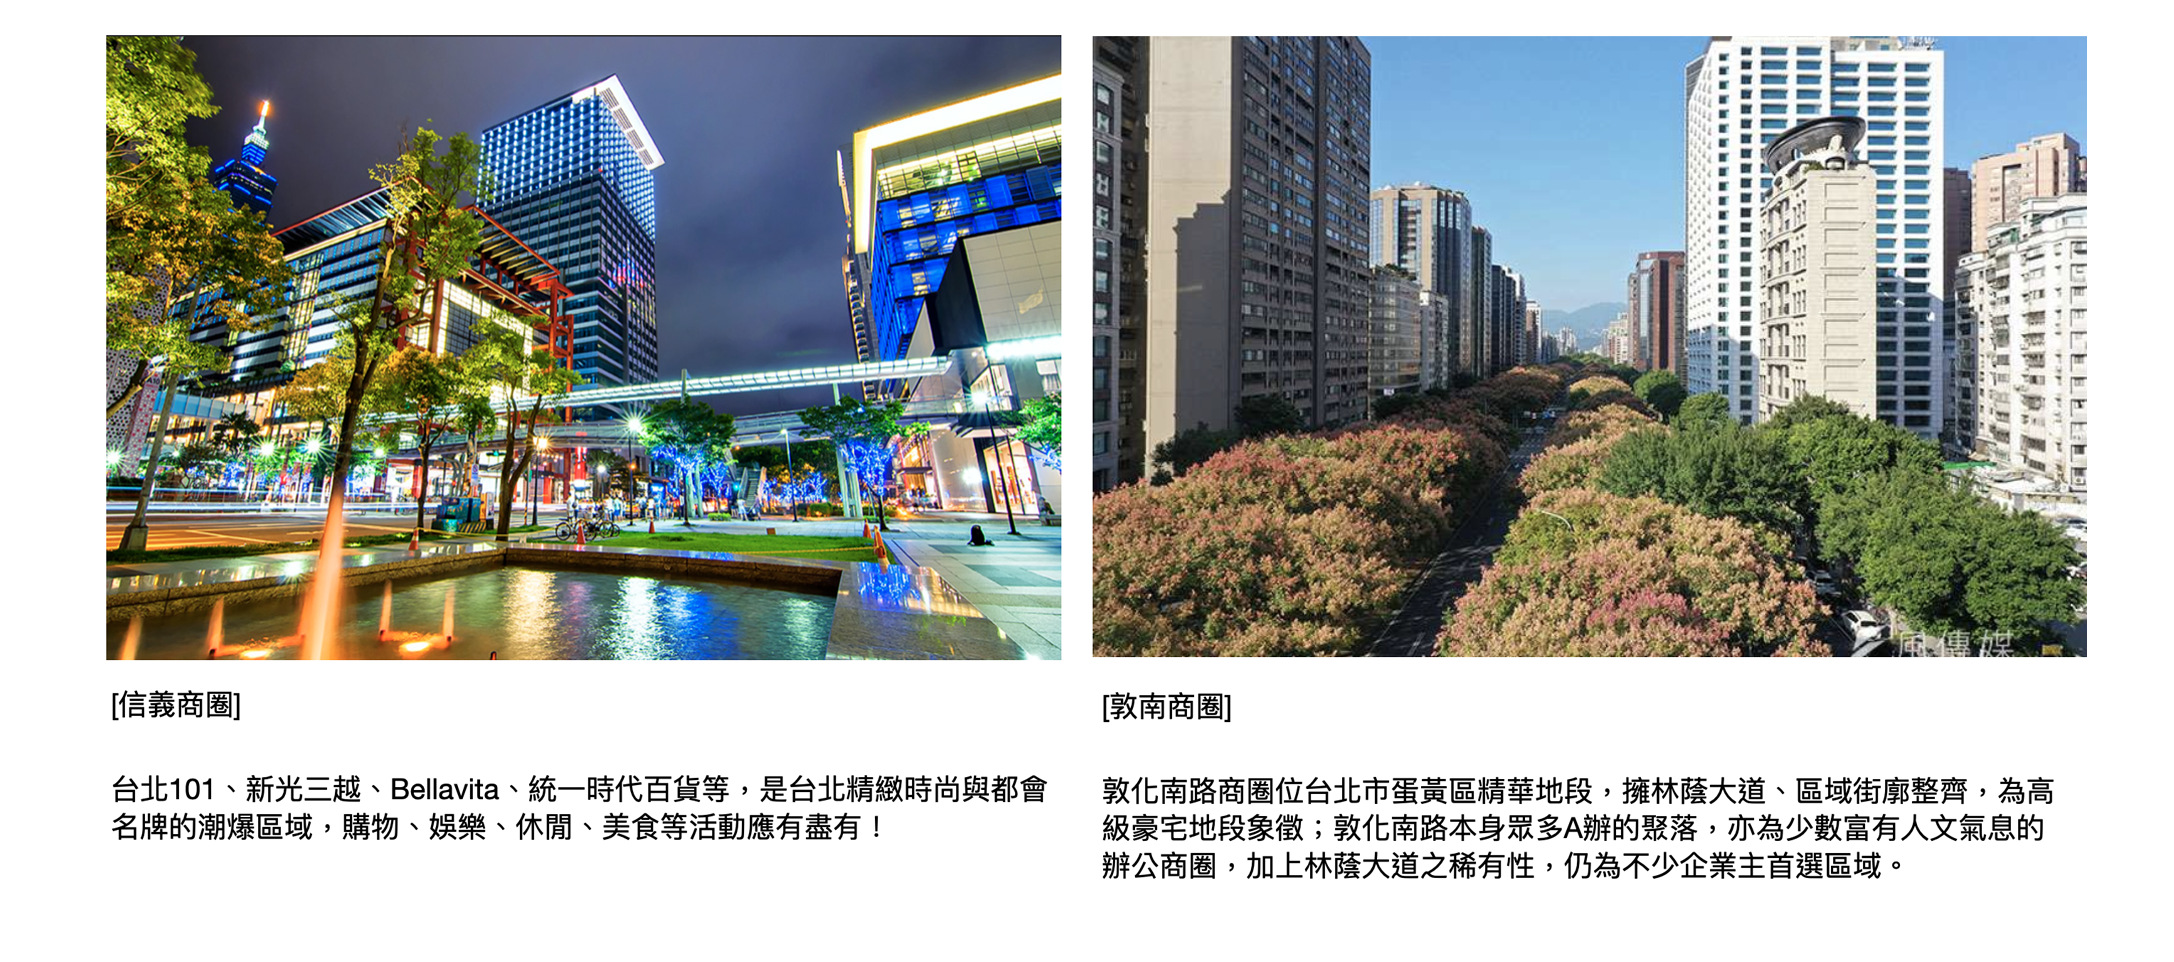 風傳媒
[信義商圈]
台北101、新光三越、Bellavita、統一時代百貨等，是台北精緻時尚與都會
名牌的潮爆區域，購物、娛樂、休閒、美食等活動應有盡有！
[敦南商圈]
敦化南路商圈位台北市蛋黃區精華地段，擁林蔭大道、區域街廓整齊，為高
級豪宅地段象徵；敦化南路本身眾多A辦的聚落，亦為少數富有人文氣息的
辦公商圈，加上林蔭大道之稀有性，仍為不少企業主首選區域。